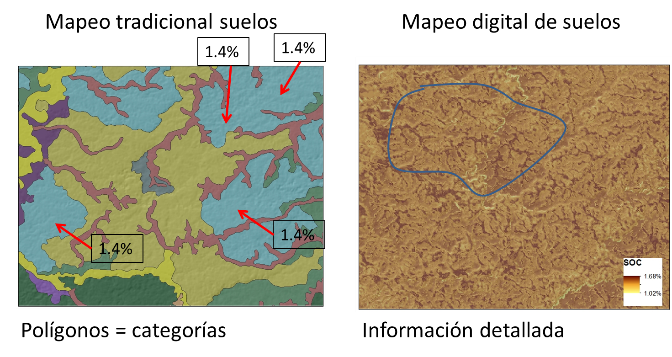 Mapeo tradicional suelos
Mapeo digital de suelos
1.4%
1.4%
1.4%
1.4%
SOC
1.68%
1.02%
Polígonos = categorías
Información detallada